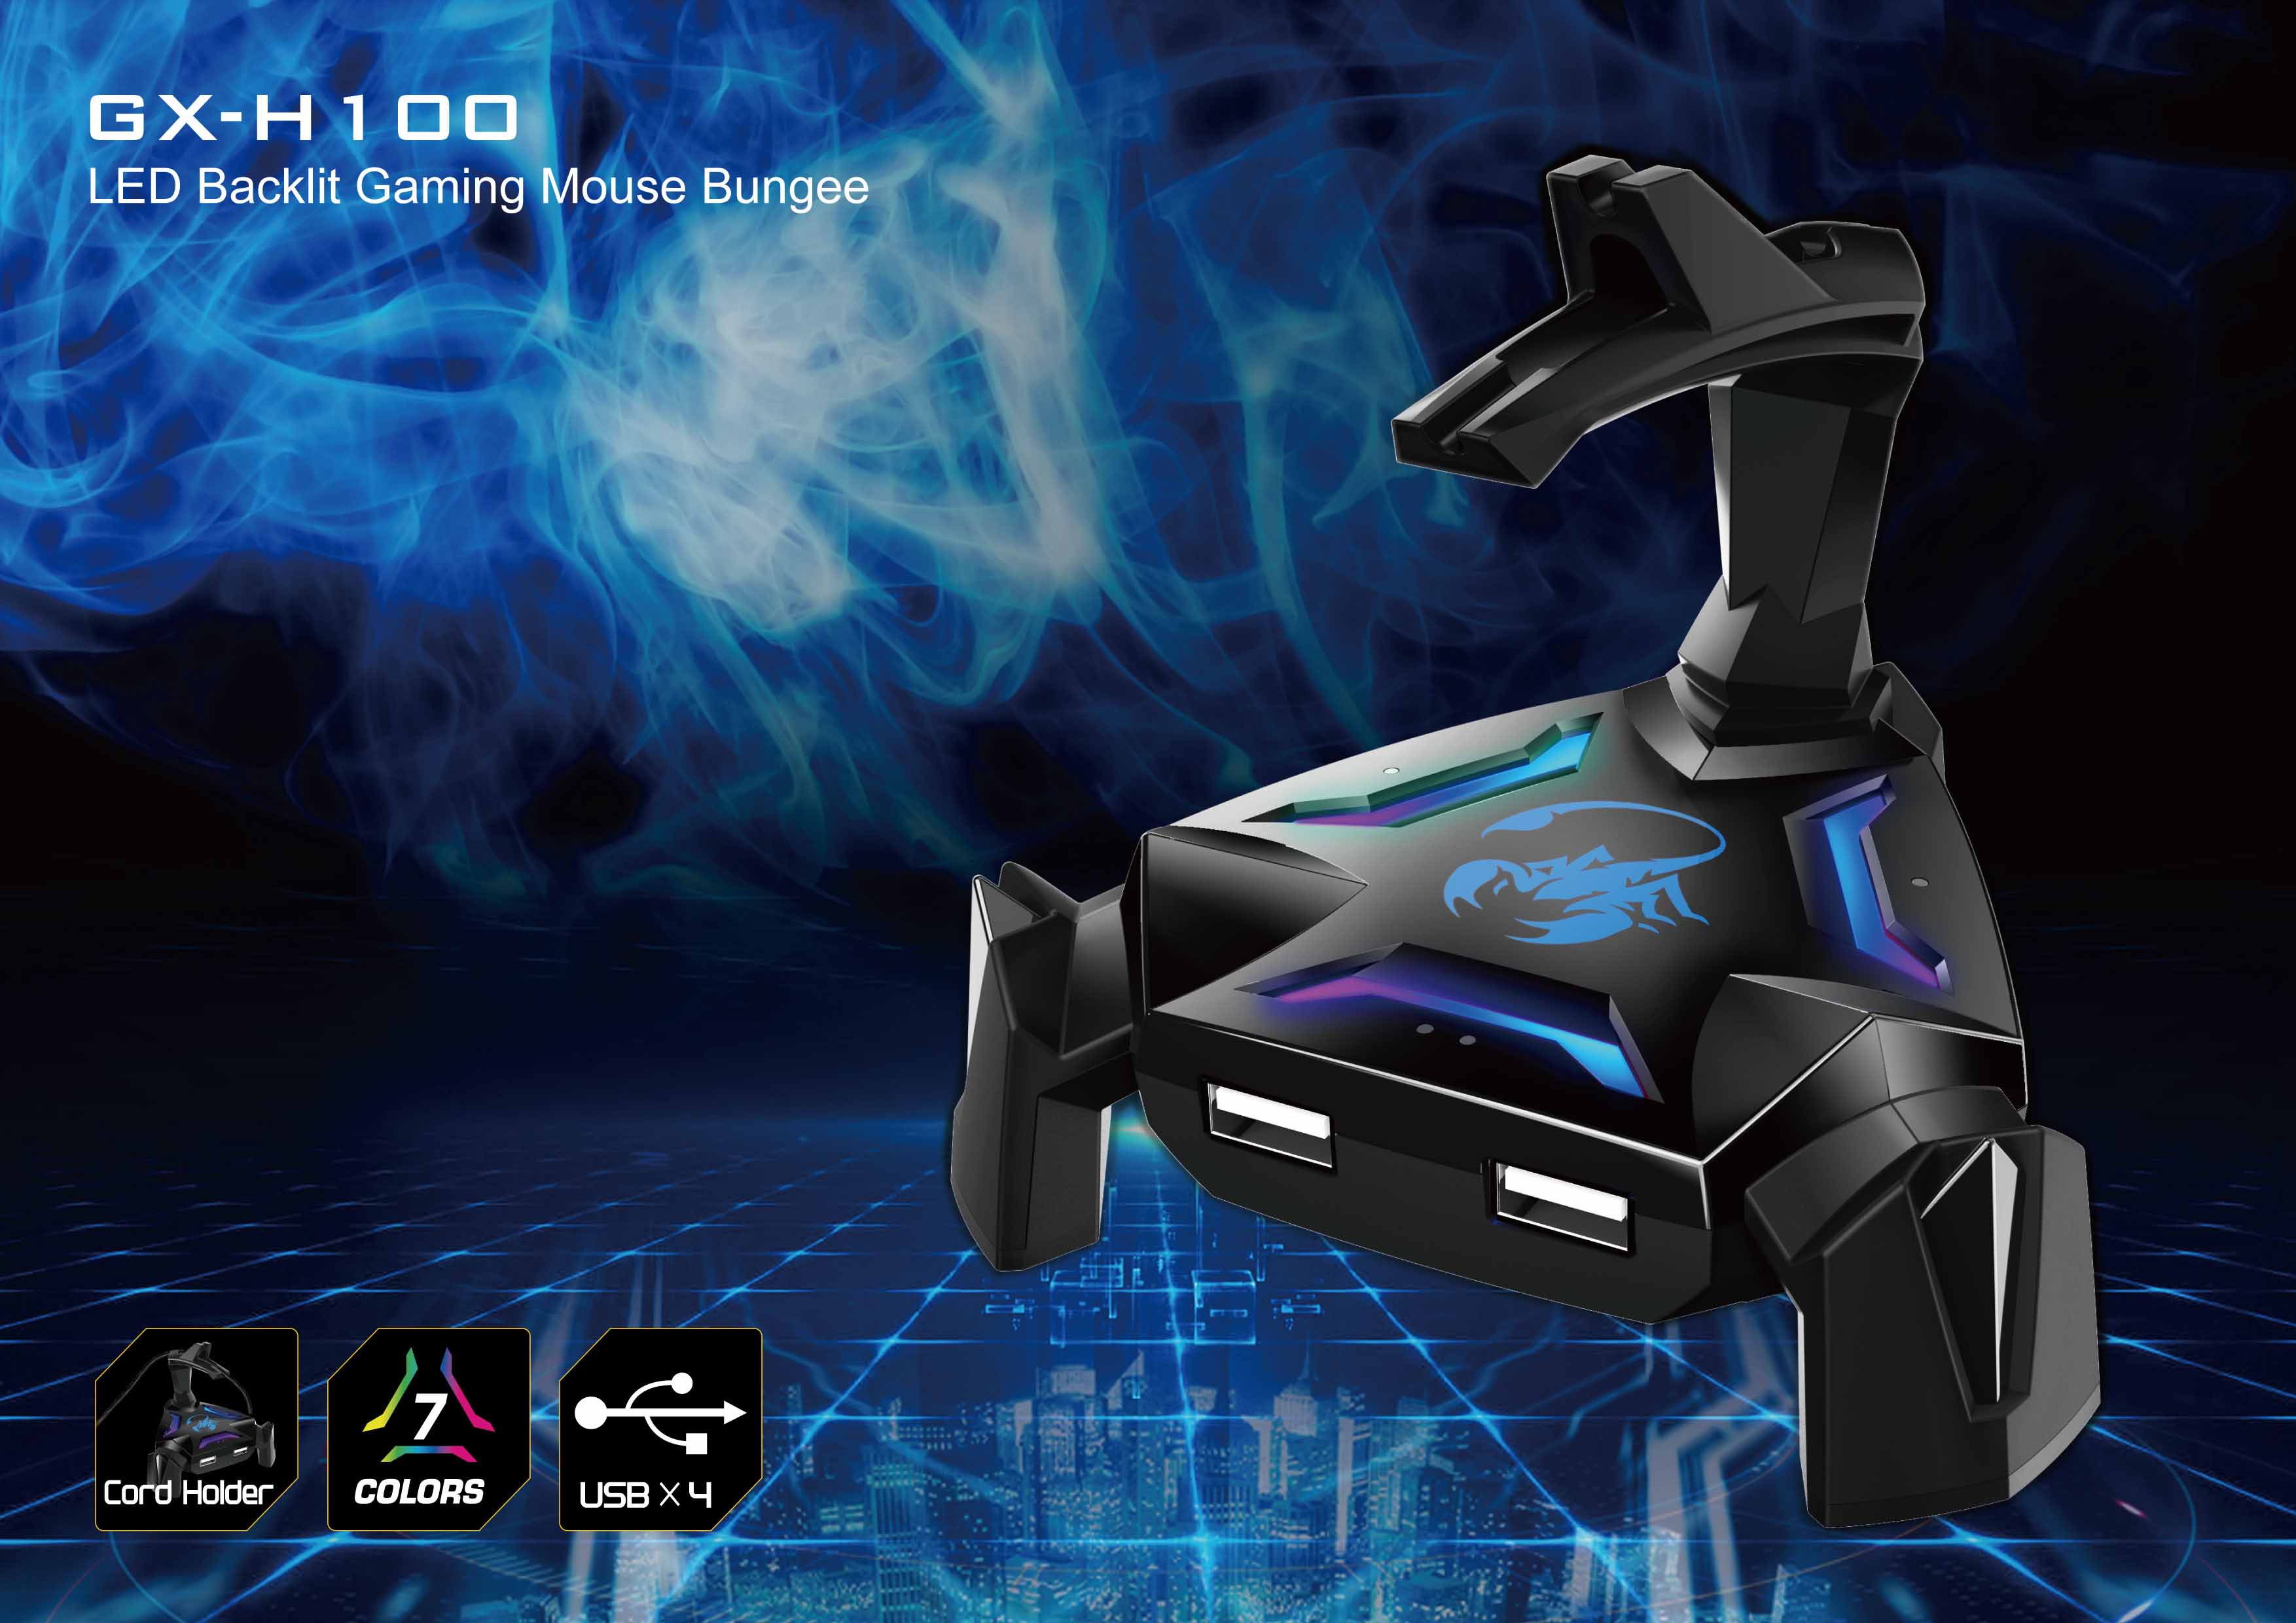 GX-H100
LED Backlit Gaming Mouse Bungee
Cord Holder
7
COLORS
USB × 4